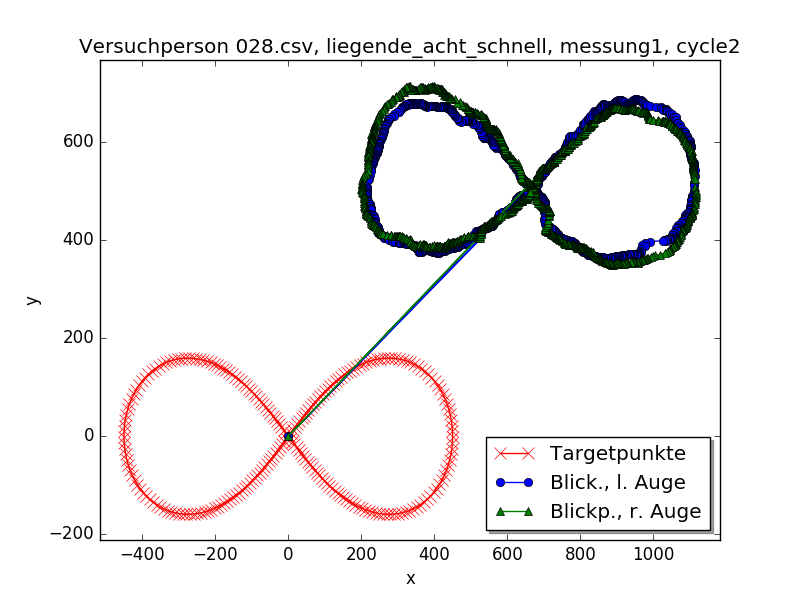 Versuchperson 028.csv, liegende_acht_schnell, messung1, cycle2
y
600
400
200
0
−200
−400
−200
0
200
400
600
800
1000
x
Targetpunkte
Blick., l. Auge
Blickp., r. Auge